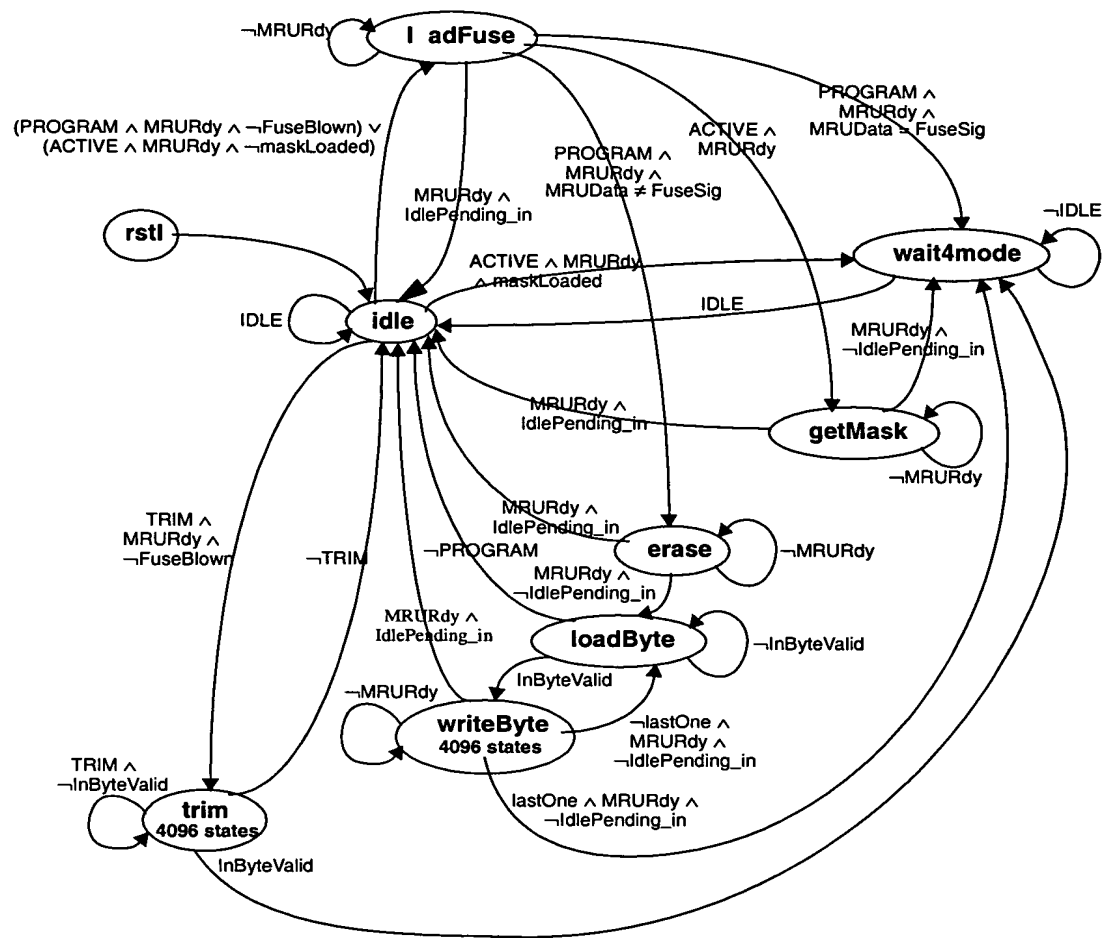 ¬MRURdy
l adFuse
(PROGRAM ∧ MRURdy ∧ ¬FuseBlown) ∨
(ACTIVE ∧ MRURdy ∧ ¬maskLoaded)
MRURdy ∧
IdlePending_in
PROGRAM ∧
MRURdy ∧
MRUData ≠ FuseSig
ACTIVE ∧
MRURdy
PROGRAM ∧
MRURdy ∧
MRUData = FuseSig
rstl
¬IDLE
wait4mode
ACTIVE ∧ MRURdy
∧ maskLoaded
IDLE
IDLE
idle
MRURdy ∧
¬IdlePending_in
MRURdy ∧
IdlePending_in
getMask
¬MRURdy
TRIM ∧
MRURdy ∧
¬FuseBlown
¬TRIM
MRURdy ∧
IdlePending_in
erase
¬MRURdy
¬PROGRAM
MRURdy ∧
¬IdlePending_in
MRURdy ∧
IdlePending_in
loadByte
¬InByteValid
InByteValid
¬MRURdy
writeByte
4096 states
¬lastOne ∧
MRURdy ∧
¬IdlePending_in
TRIM ∧
¬InByteValid
trim
4096 states
lastOne ∧ MRURdy ∧
¬IdlePending_in
InByteValid